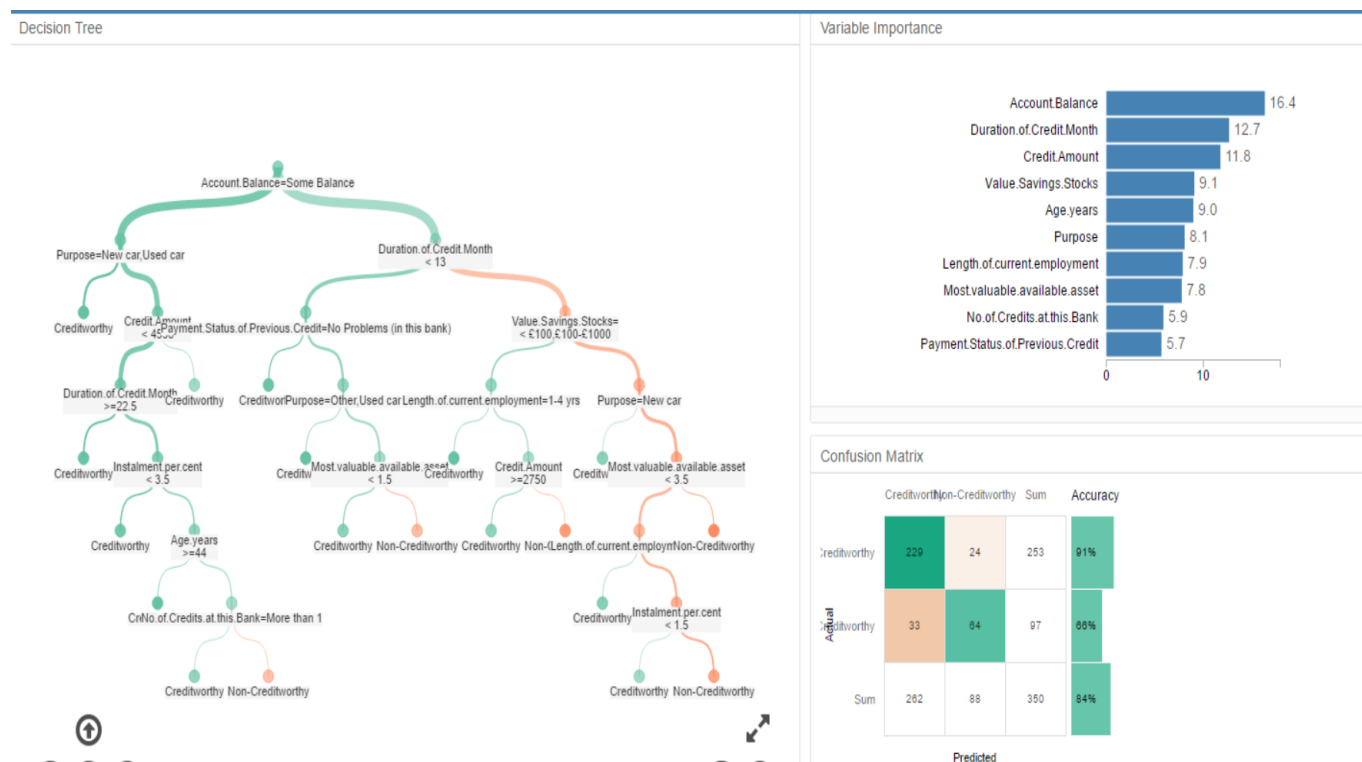 Decision Tree
Account.Balance=Some Balance
Purpose=New car,Used car
Duration.of.Credit.Month
< 13
Creditworthy
Credit.Amount
Payment.Status.of.Previous.Credit=No Problems (in this bank)
Value.Savings.Stocks=
< £100,£100-£1000
Duration.of.Credit.Month
>=22.5
Creditworthy
Purpose=Other,Used car
Length.of.current.employment=1-4 yrs
Purpose=New car
Creditworthy
Instalment.per.cent
< 3.5
Most.valuable.available.asset
< 1.5
Creditworthy
Credit.Amount
>=2750
Most.valuable.available.asset
< 3.5
Creditworthy
Age.years
>=44
Creditworthy
Non-Creditworthy
Creditworthy
Non-Creditworthy
No.of.Credits.at.this.Bank=More than 1
Creditworthy
Instalment.per.cent
< 1.5
Creditworthy
Non-Creditworthy
Creditworthy
Non-Creditworthy
Variable Importance
Account.Balance 16.4
Duration.of.Credit.Month 12.7
Credit.Amount 11.8
Value.Savings.Stocks 9.1
Age.years 9.0
Purpose 8.1
Length.of.current.employment 7.9
Most.valuable.available.asset 7.8
No.of.Credits.at.this.Bank 5.9
Payment.Status.of.Previous.Credit 5.7
0 10
Confusion Matrix
Creditworthy Non-Creditworthy Sum Accuracy
229 24 253 91%
Actual
33 64 97 66%
Sum 262 88 350 84%
Predicted